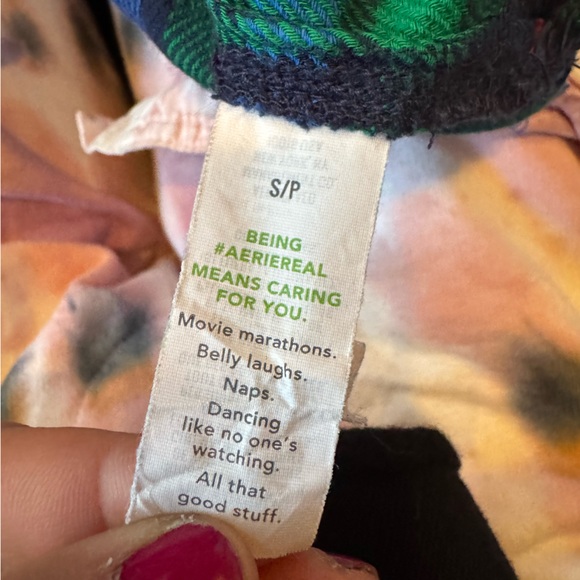 S/P
BEING
#AERIEREAL
MEANS CARING
FOR YOU.
Movie marathons.
Belly laughs.
Naps.
Dancing
like no one's
watching.
All that
good stuff.